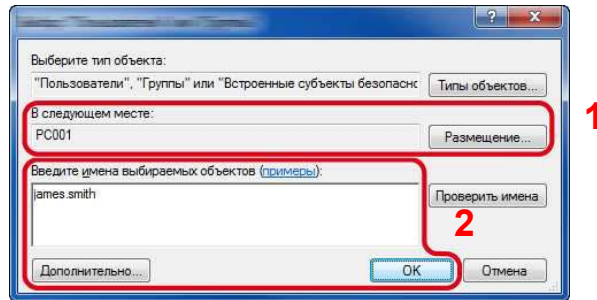 Выберите тип объекта:
"Пользователи", "Группы" или "Встроенные субъекты безопасно
Типы объектов...
В следующем месте:
PC001
Размещение...
1
Введите имена выбираемых объектов (примеры):
james.smith
Проверить имена
2
Дополнительно...
OK
Отмена